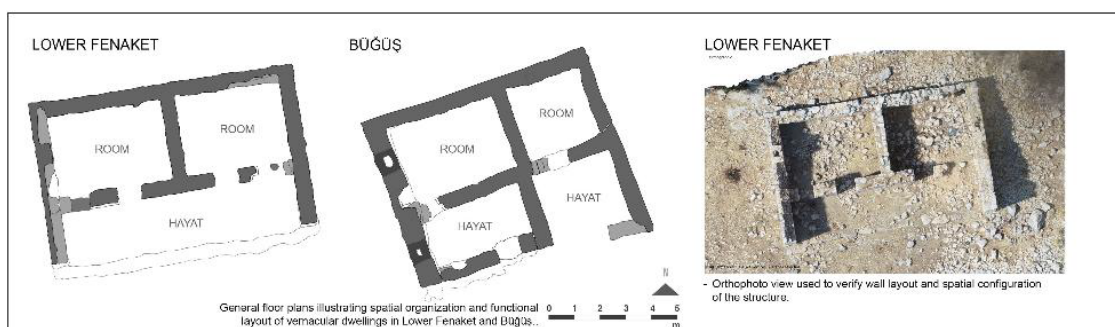 LOWER FENAKET
BÜĞÜŞ
LOWER FENAKET
ROOM
ROOM
HAYAT
ROOM
ROOM
HAYAT
HAYAT
N
0 1 2 3 4 5
m
General floor plans illustrating spatial organization and functional
layout of vernacular dwellings in Lower Fenaket and Büğüş..
- Orthophoto view used to verify wall layout and spatial configuration
of the structure.